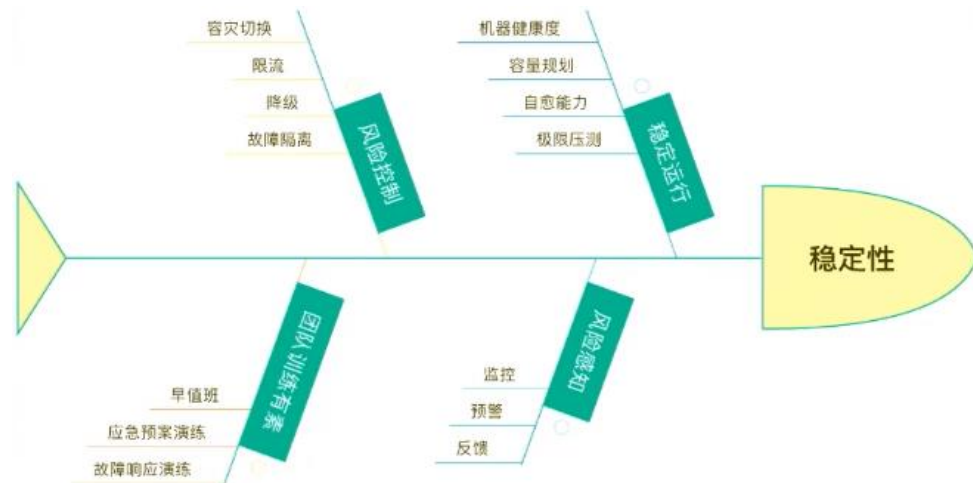 容灾切换
限流
降级
故障隔离
风险控制
机器健康度
容量规划
自愈能力
极限压测
稳定运行
稳定性
团队训练有素
早值班
应急预案演练
故障响应演练
风险感知
监控
预警
反馈